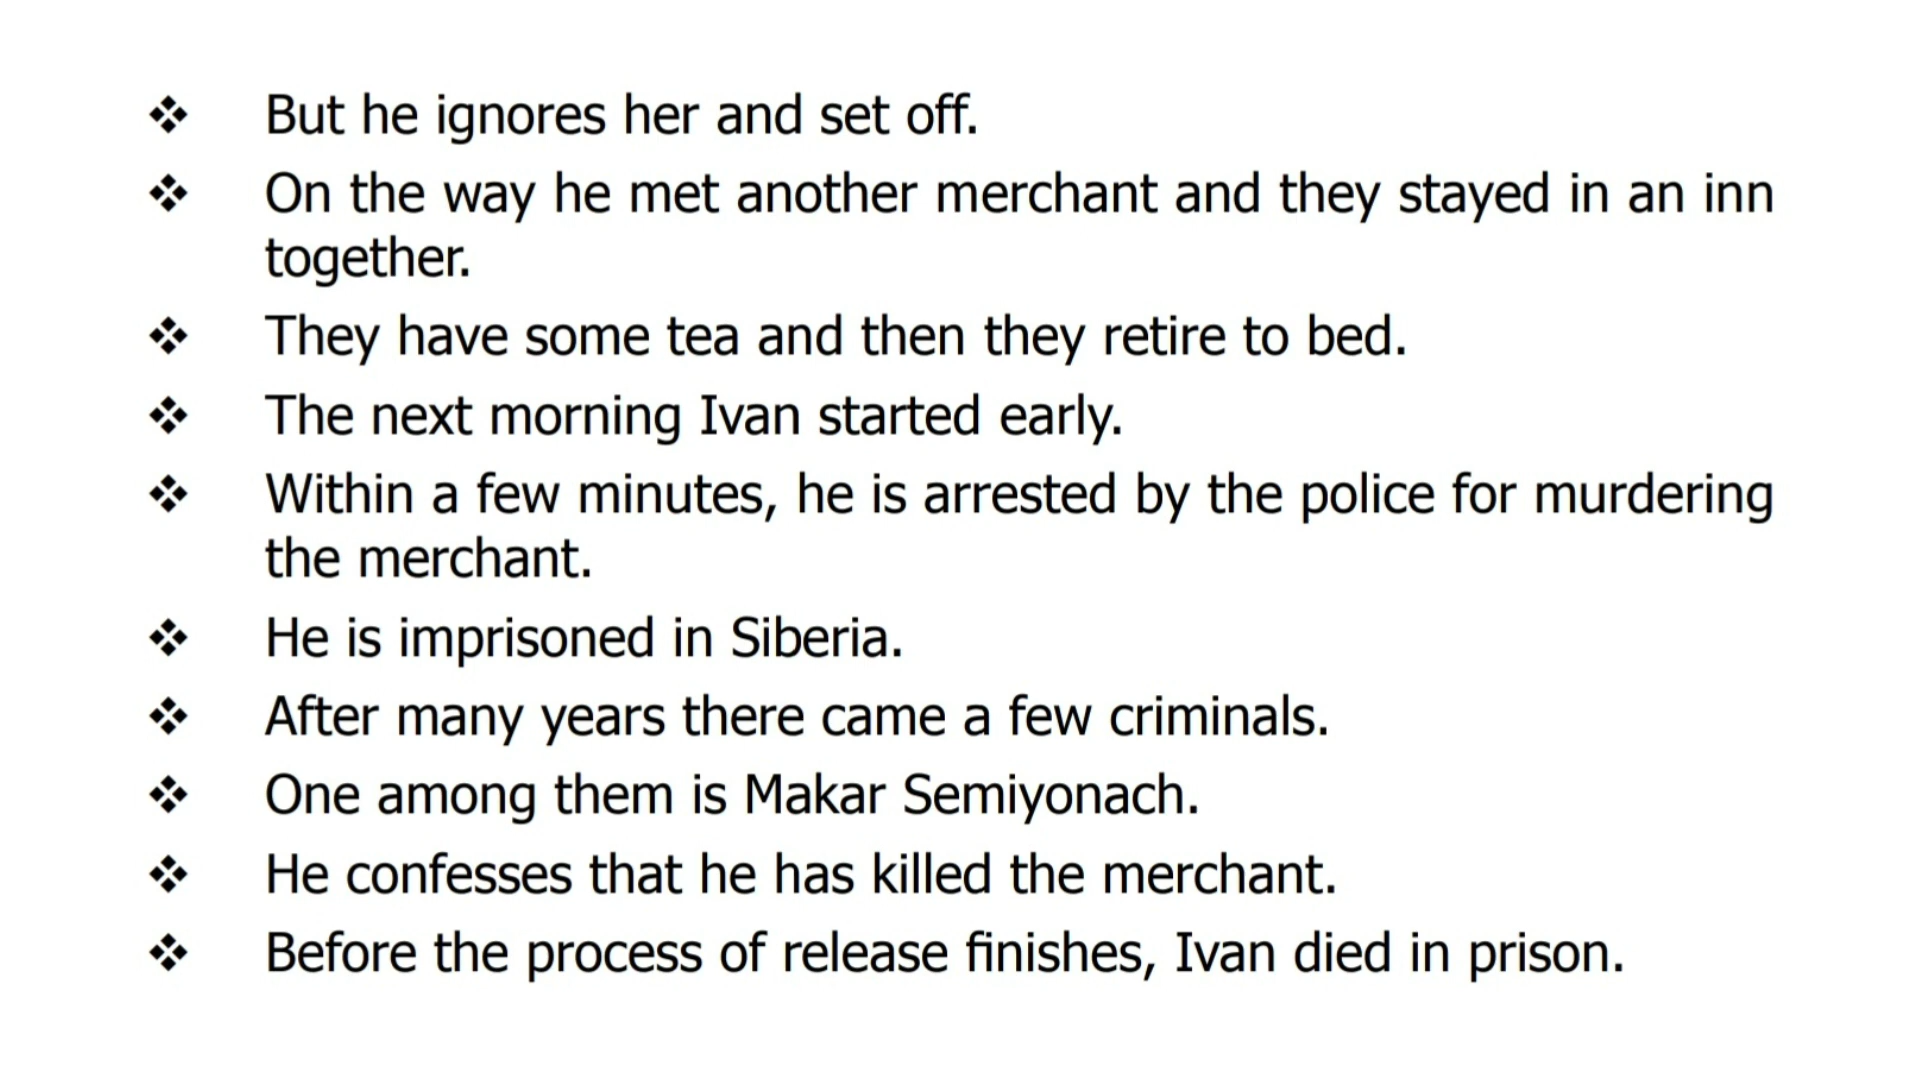 ❖ But he ignores her and set off.
❖ On the way he met another merchant and they stayed in an inn
together.
❖ They have some tea and then they retire to bed.
❖ The next morning Ivan started early.
❖ Within a few minutes, he is arrested by the police for murdering
the merchant.
❖ He is imprisoned in Siberia.
❖ After many years there came a few criminals.
❖ One among them is Makar Semiyonach.
❖ He confesses that he has killed the merchant.
❖ Before the process of release finishes, Ivan died in prison.